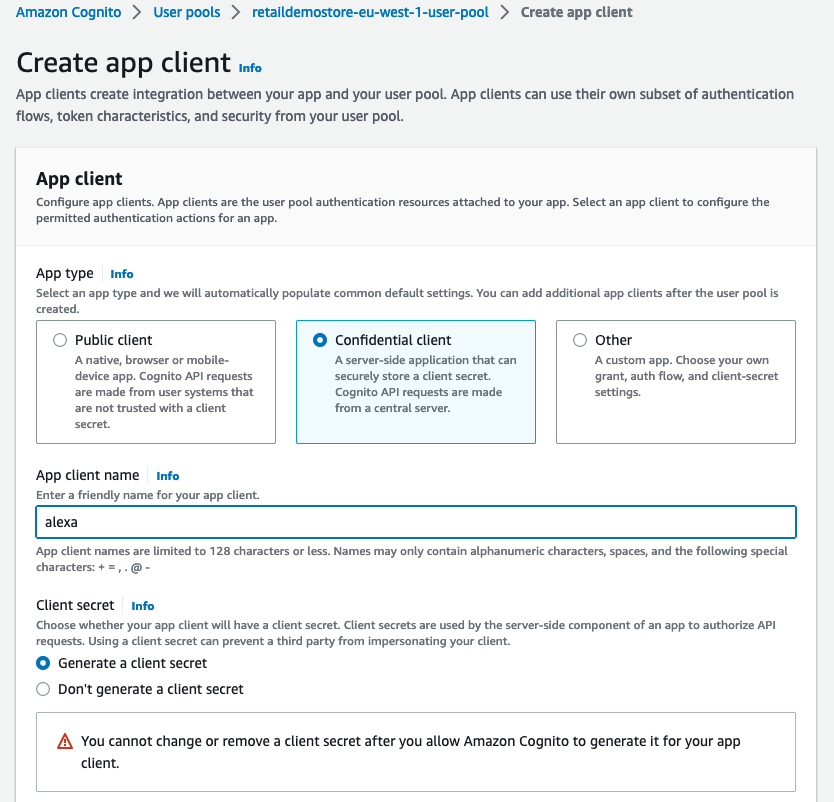 Amazon Cognito > User pools > retaildemostore-eu-west-1-user-pool > Create app client
Create app client Info
App clients create integration between your app and your user pool. App clients can use their own subset of authentication
flows, token characteristics, and security from your user pool.
App client
Configure app clients. App clients are the user pool authentication resources attached to your app. Select an app client to configure the
permitted authentication actions for an app.
App type Info
Select an app type and we will automatically populate common default settings. You can add additional app clients after the user pool is
created.
Public client
A native, browser or mobile-
device app. Cognito API requests
are made from user systems that
are not trusted with a client
secret.
Confidential client
A server-side application that can
securely store a client secret.
Cognito API requests are made
from a central server.
Other
A custom app. Choose your own
grant, auth flow, and client-secret
settings.
App client name Info
Enter a friendly name for your app client.
alexa
App client names are limited to 128 characters or less. Names may only contain alphanumeric characters, spaces, and the following special
characters: + = , . @ -
Client secret Info
Choose whether your app client will have a client secret. Client secrets are used by the server-side component of an app to authorize API
requests. Using a client secret can prevent a third party from impersonating your client.
Generate a client secret
Don't generate a client secret
You cannot change or remove a client secret after you allow Amazon Cognito to generate it for your app
client.